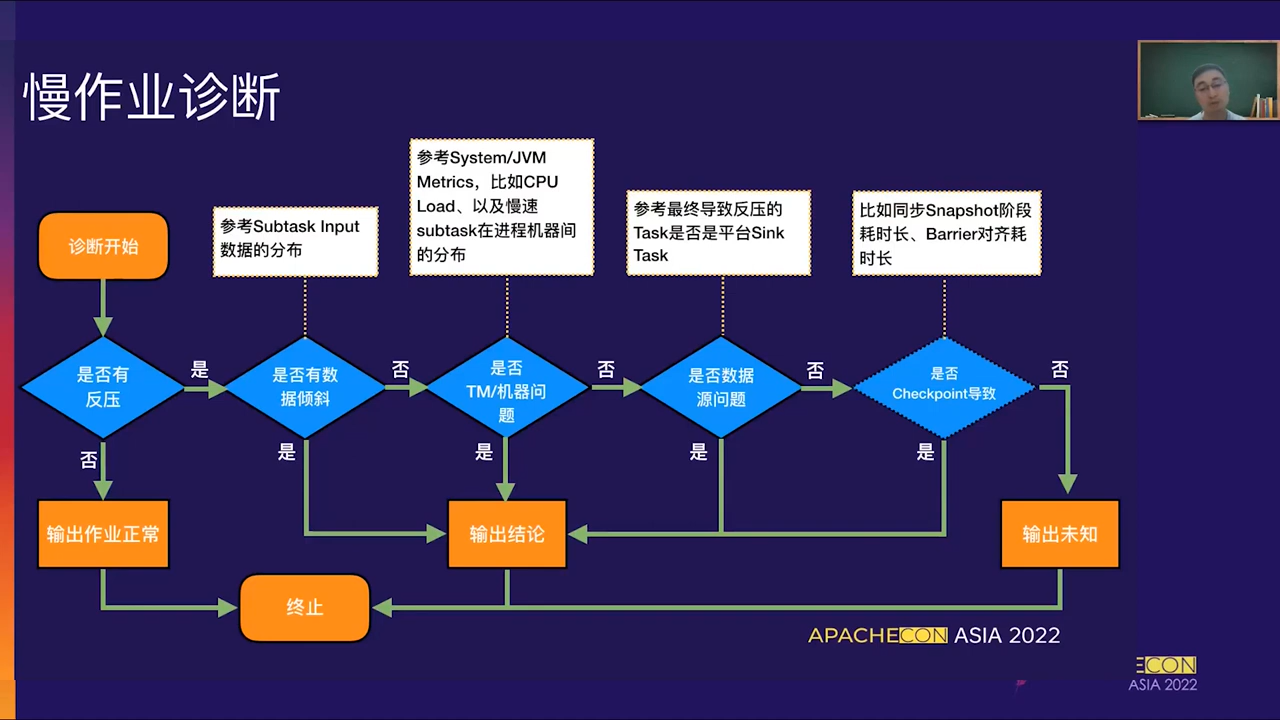 慢作业诊断
参考System/JVM
Metrics，比如CPU
Load、以及慢速
subtask在进程机器间
的分布
参考Subtask Input
数据的分布
参考最终导致反压的
Task是否是平台Sink
Task
比如同步Snapshot阶段
耗时长、Barrier对齐耗
时长
诊断开始
是否有
反压
是
是否有数
据倾斜
否
是否
TM/机器问
题
否
是否数据
源问题
否
是否
Checkpoint导致
否
否
是
是
是
是
输出作业正常
输出结论
输出未知
终止
APACHECON ASIA 2022
ECON
ASIA 2022